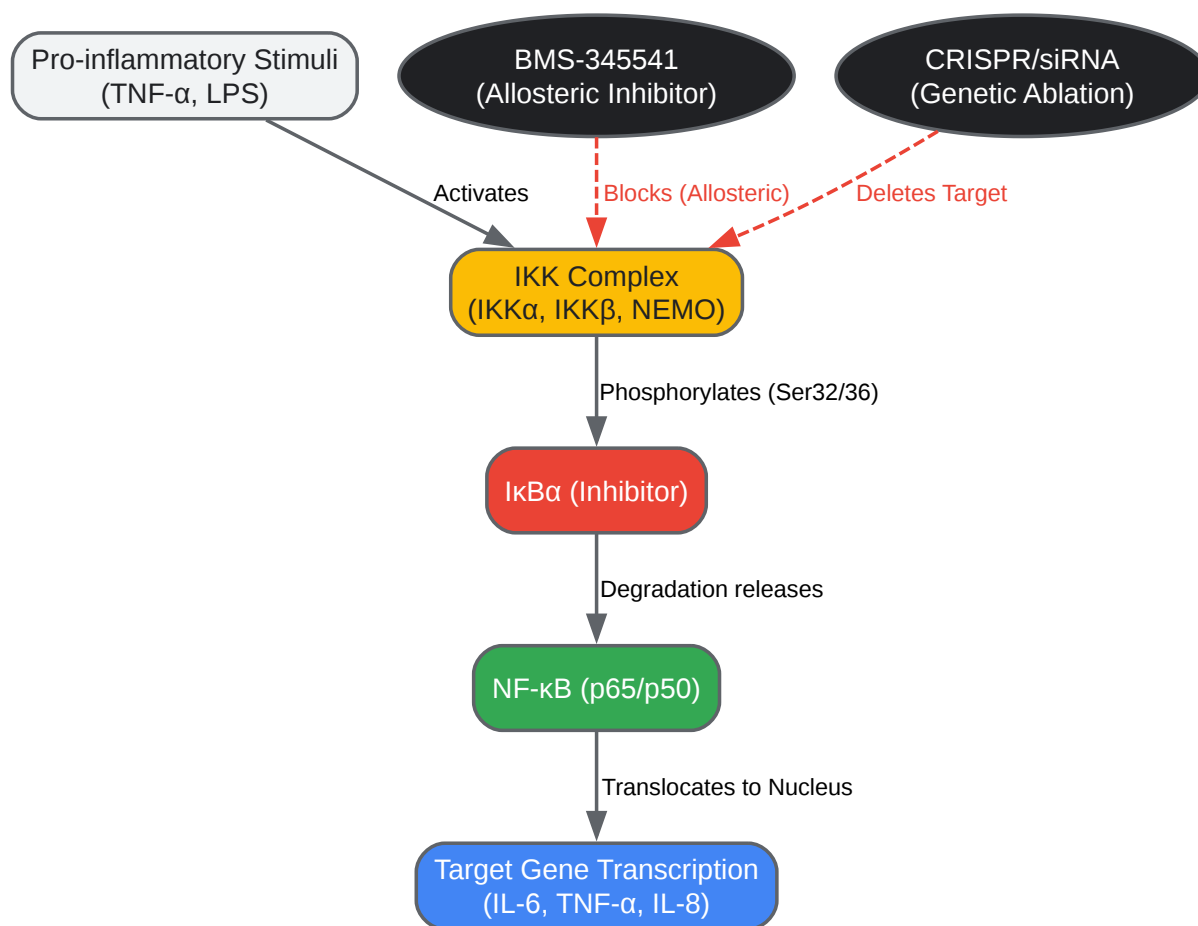 Pro-inflammatory Stimuli
(TNF-α, LPS)
BMS-345541
(Allosteric Inhibitor)
CRISPR/siRNA
(Genetic Ablation)
Activates
Blocks (Allosteric)
Deletes Target
IKK Complex
(IKKα, IKKβ, NEMO)
Phosphorylates (Ser32/36)
IκBα (Inhibitor)
Degradation releases
NF-κB (p65/p50)
Translocates to Nucleus
Target Gene Transcription
(IL-6, TNF-α, IL-8)